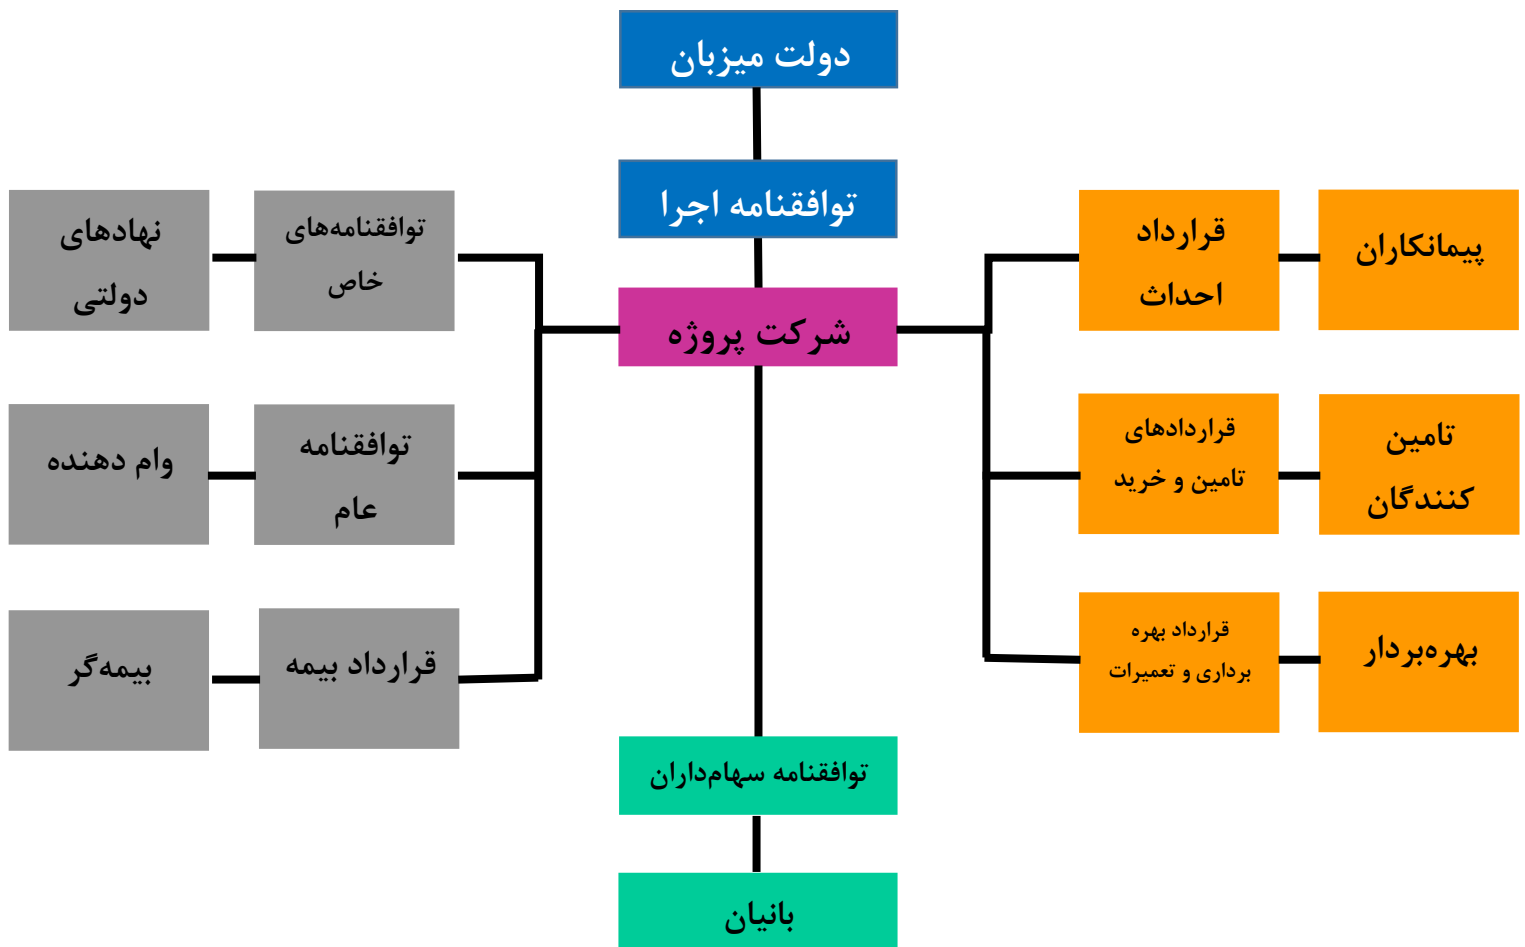 دولت میزبان
توافقنامه اجرا
شرکت پروژه
پیمانکاران
قرارداد
احداث
توافقنامه‌های
خاص
نهادهای
دولتی
تامین
کنندگان
قراردادهای
تامین و خرید
توافقنامه
عام
وام دهنده
بهره‌بردار
قرارداد بهره
برداری و تعمیرات
قرارداد بیمه
بیمه‌گر
توافقنامه سهام‌داران
بانیان